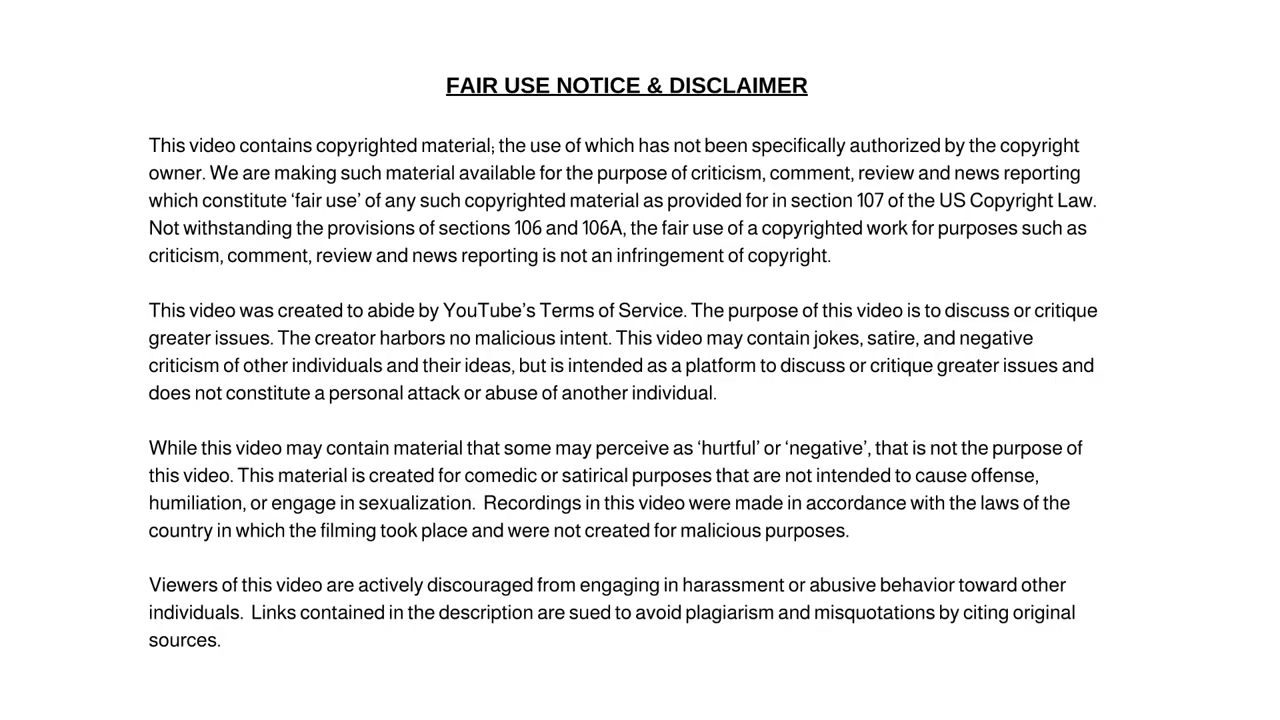 FAIR USE NOTICE & DISCLAIMER
This video contains copyrighted material; the use of which has not been specifically authorized by the copyright
owner. We are making such material available for the purpose of criticism, comment, review and news reporting
which constitute ‘fair use’ of any such copyrighted material as provided for in section 107 of the US Copyright Law.
Not withstanding the provisions of sections 106 and 106A, the fair use of a copyrighted work for purposes such as
criticism, comment, review and news reporting is not an infringement of copyright.
This video was created to abide by YouTube’s Terms of Service. The purpose of this video is to discuss or critique
greater issues. The creator harbors no malicious intent. This video may contain jokes, satire, and negative
criticism of other individuals and their ideas, but is intended as a platform to discuss or critique greater issues and
does not constitute a personal attack or abuse of another individual.
While this video may contain material that some may perceive as ‘hurtful’ or ‘negative’, that is not the purpose of
this video. This material is created for comedic or satirical purposes that are not intended to cause offense,
humiliation, or engage in sexualization.  Recordings in this video were made in accordance with the laws of the
country in which the filming took place and were not created for malicious purposes.
Viewers of this video are actively discouraged from engaging in harassment or abusive behavior toward other
individuals.  Links contained in the description are sued to avoid plagiarism and misquotations by citing original
sources.